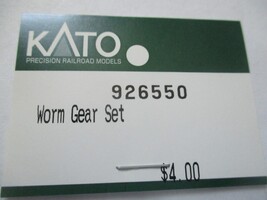 KATO
PRECISION RAILROAD MODELS
926550
Worm Gear Set
$4.00